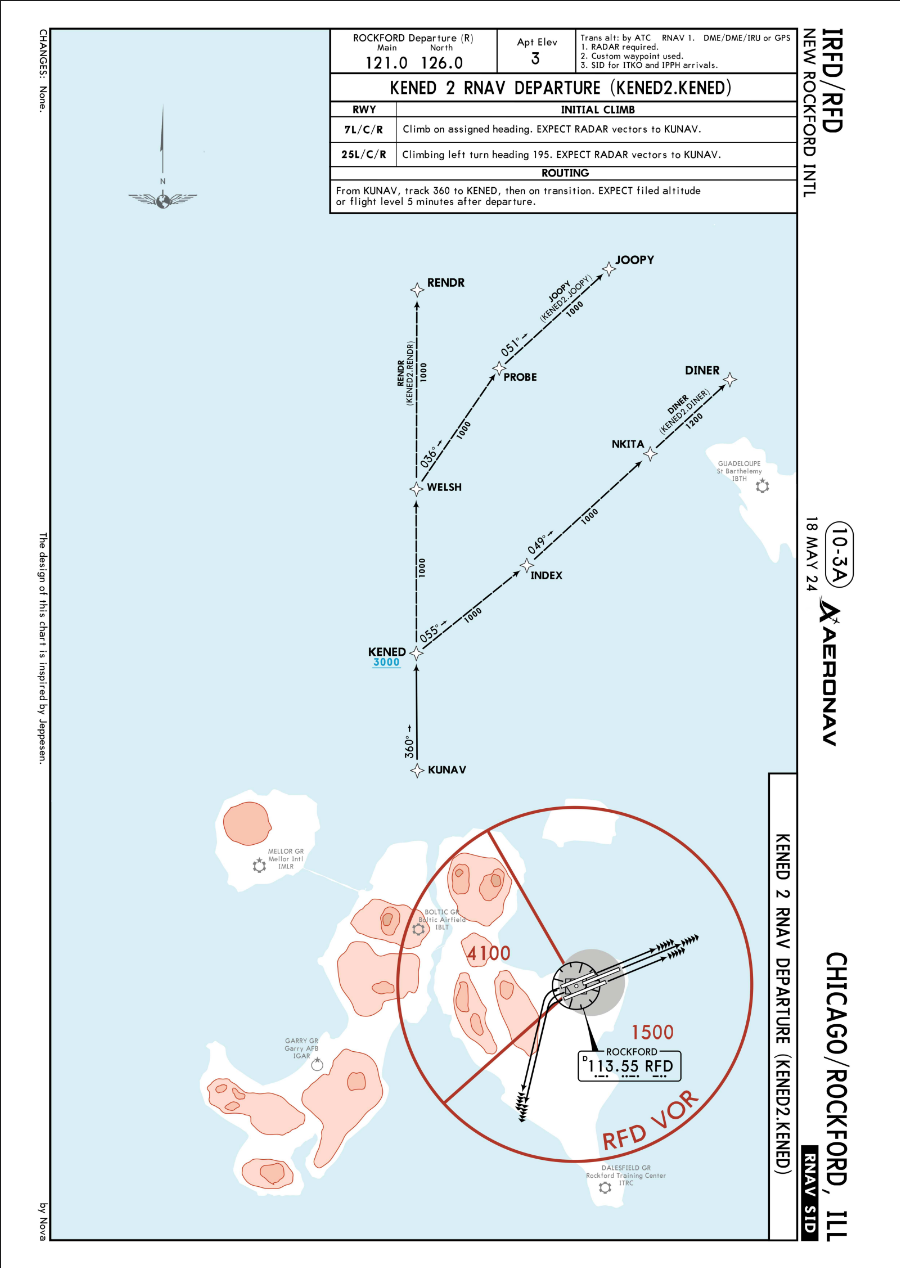 IRFD/RFD
NEW ROCKFORD INTL
10-3A
18 MAY 24
AERONAV
CHICAGO/ROCKFORD, ILL
RNAV SID
CHANGES: None.
The design of this chart is inspired by Jeppesen.
by Nova
ROCKFORD Departure (R)
Main North
121.0 126.0
Apt Elev
3
Trans alt: by ATC RNAV 1. DME/DME/IRU or GPS
1. RADAR required.
2. Custom waypoint used.
3. SID for ITKO and IPPH arrivals.
KENED 2 RNAV DEPARTURE (KENED2.KENED)
RWY INITIAL CLIMB
7L/C/R Climb on assigned heading. EXPECT RADAR vectors to KUNAV.
25L/C/R Climbing left turn heading 195. EXPECT RADAR vectors to KUNAV.
ROUTING
From KUNAV, track 360 to KENED, then on transition. EXPECT filed altitude
or flight level 5 minutes after departure.
N
JOOPY
RENDR
JOOPY
(KENED2.JOOPY)
1000
051°
RENDR
(KENED2.RENDR)
1000
PROBE
DINER
DINER
(KENED2.DINER)
1200
036°
1000
NKITA
WELSH
GUADELOUPE
St Barthelemy
IBTH
1000
049°
1000
INDEX
055°
1000
KENED
3000
360°
KUNAV
KENED 2 RNAV DEPARTURE (KENED2.KENED)
MELLOR GR
Mellor Intl
IMLR
BOLTIC GR
Boltic Airfield
IBLT
4100
1500
GARRY GR
Garry AFB
IGAR
ROCKFORD
D 113.55 RFD
RFD VOR
DALESFIELD GR
Rockford Training Center
ITRC